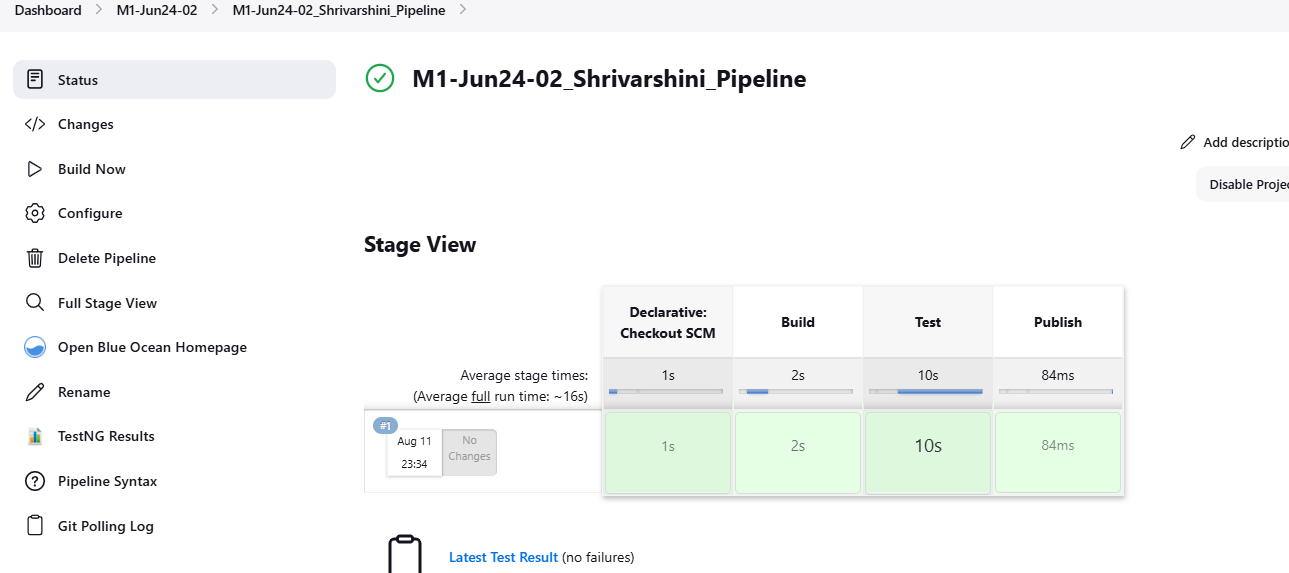 Dashboard
M1-Jun24-02
M1-Jun24-02_Shrivarshini_Pipeline
Status
Changes
Build Now
Configure
Delete Pipeline
Full Stage View
Open Blue Ocean Homepage
Rename
TestNG Results
Pipeline Syntax
Git Polling Log
M1-Jun24-02_Shrivarshini_Pipeline
Add descriptio
Disable Projec
Stage View
Declarative:
Checkout SCM
Build
Test
Publish
Average stage times:
(Average full run time: ~16s)
1s
2s
10s
84ms
#1
Aug 11
23:34
No
Changes
1s
2s
10s
84ms
Latest Test Result (no failures)